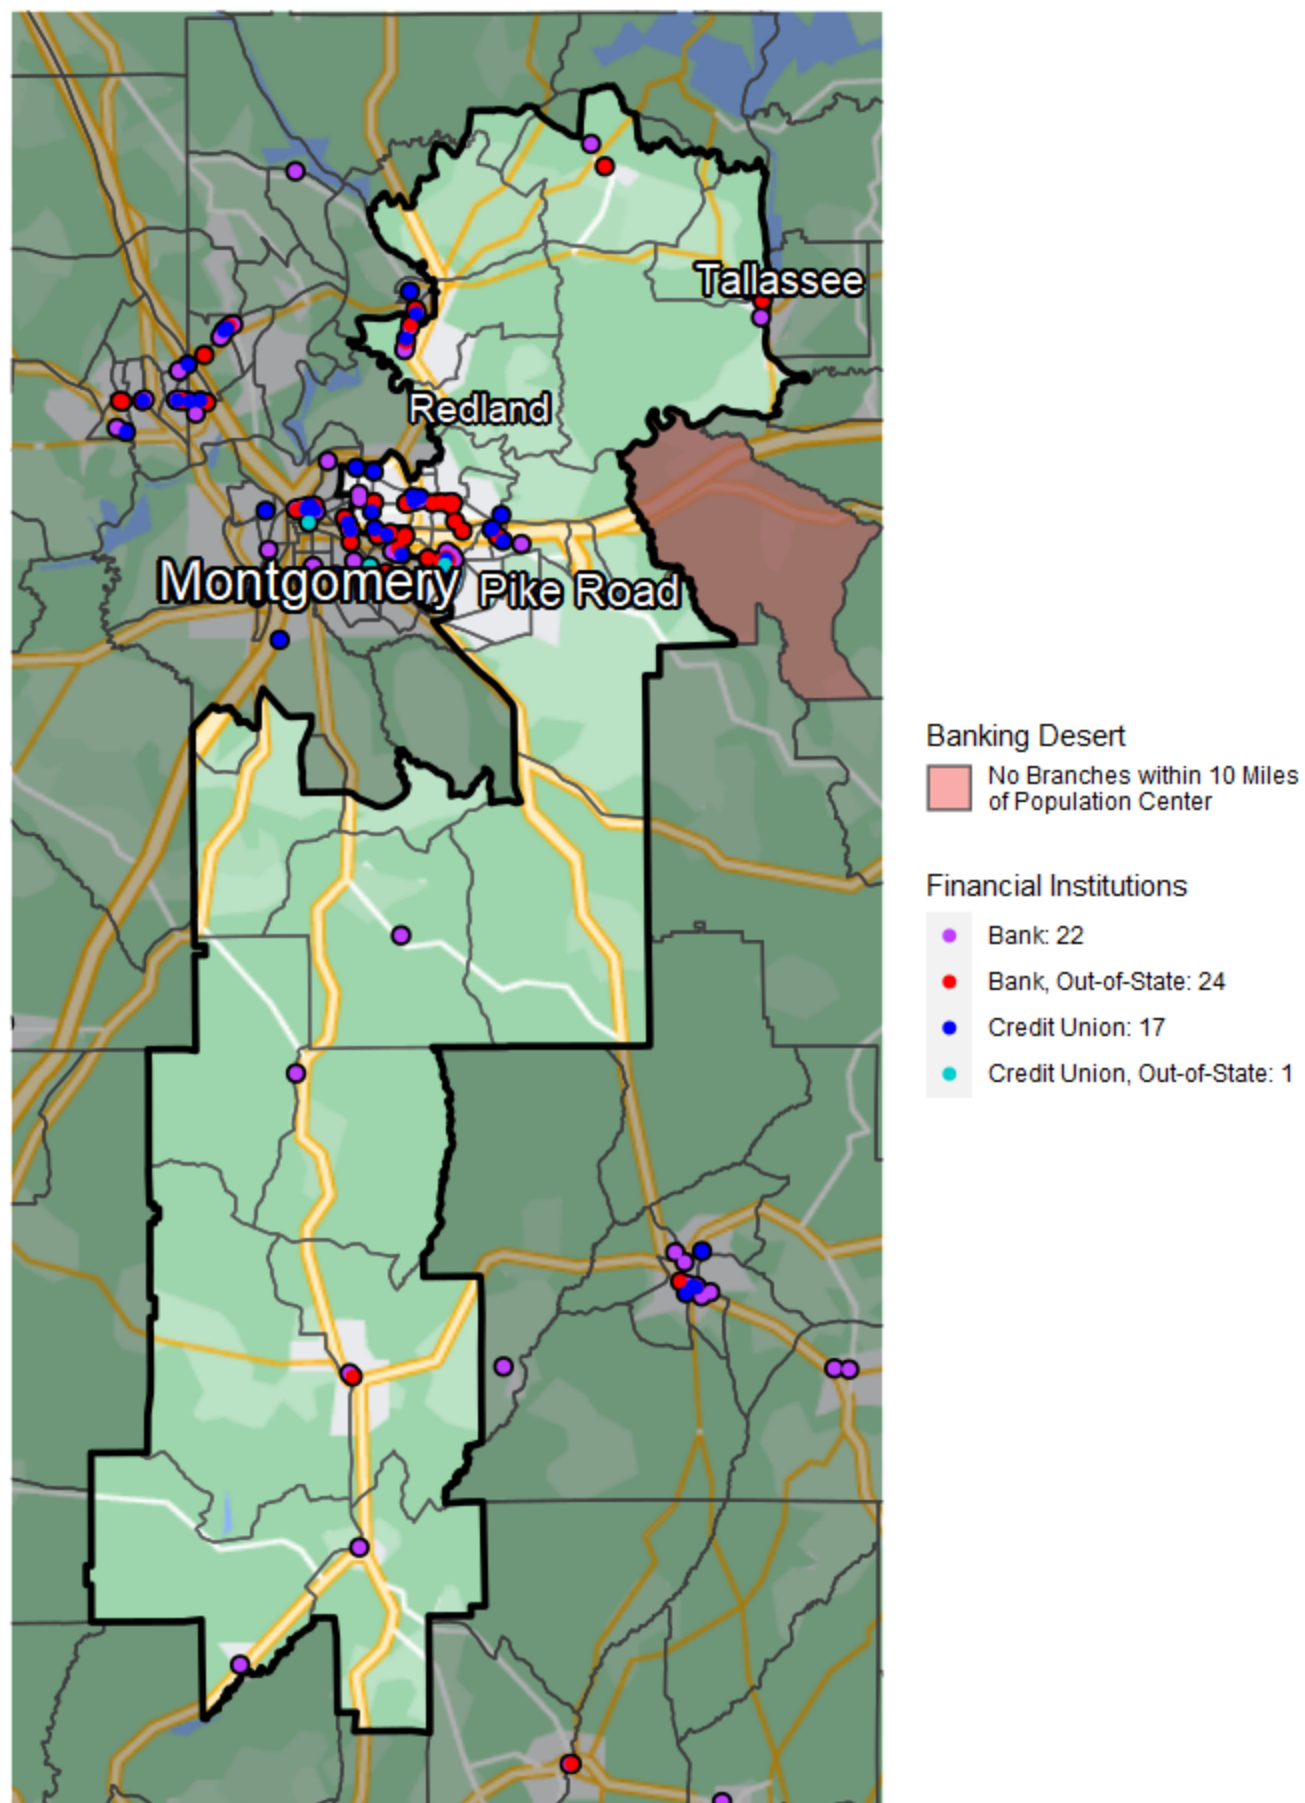 Tallassee
Redland
Montgomery
Pike Road
Banking Desert
No Branches within 10 Miles
of Population Center
Financial Institutions
Bank: 22
Bank, Out-of-State: 24
Credit Union: 17
Credit Union, Out-of-State: 1